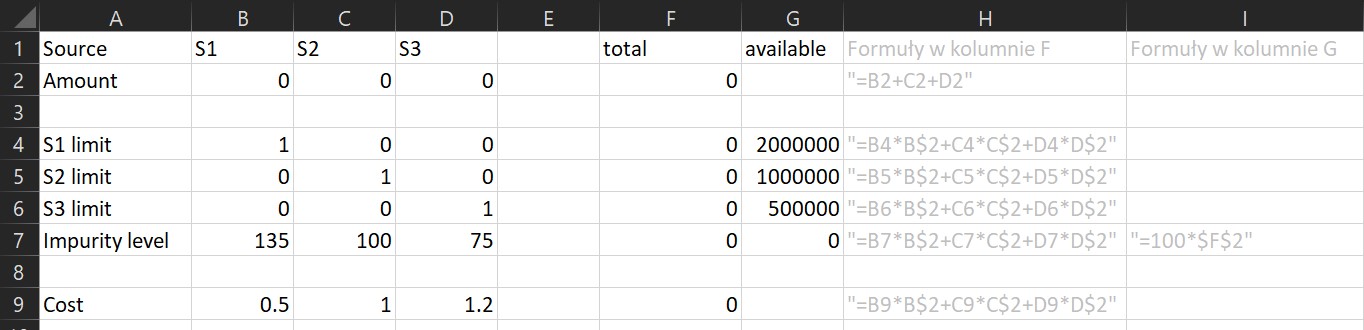 A B C D E F G H I
1 Source S1 S2 S3 total available Formuły w kolumnie F Formuły w kolumnie G
2 Amount 0 0 0 0 "=B2+C2+D2"
3
4 S1 limit 1 0 0 0 2000000 "=B4*B$2+C4*C$2+D4*D$2"
5 S2 limit 0 1 0 0 1000000 "=B5*B$2+C5*C$2+D5*D$2"
6 S3 limit 0 0 1 0 500000 "=B6*B$2+C6*C$2+D6*D$2"
7 Impurity level 135 100 75 0 0 "=B7*B$2+C7*C$2+D7*D$2" "=100*$F$2"
8
9 Cost 0.5 1 1.2 0 "=B9*B$2+C9*C$2+D9*D$2"